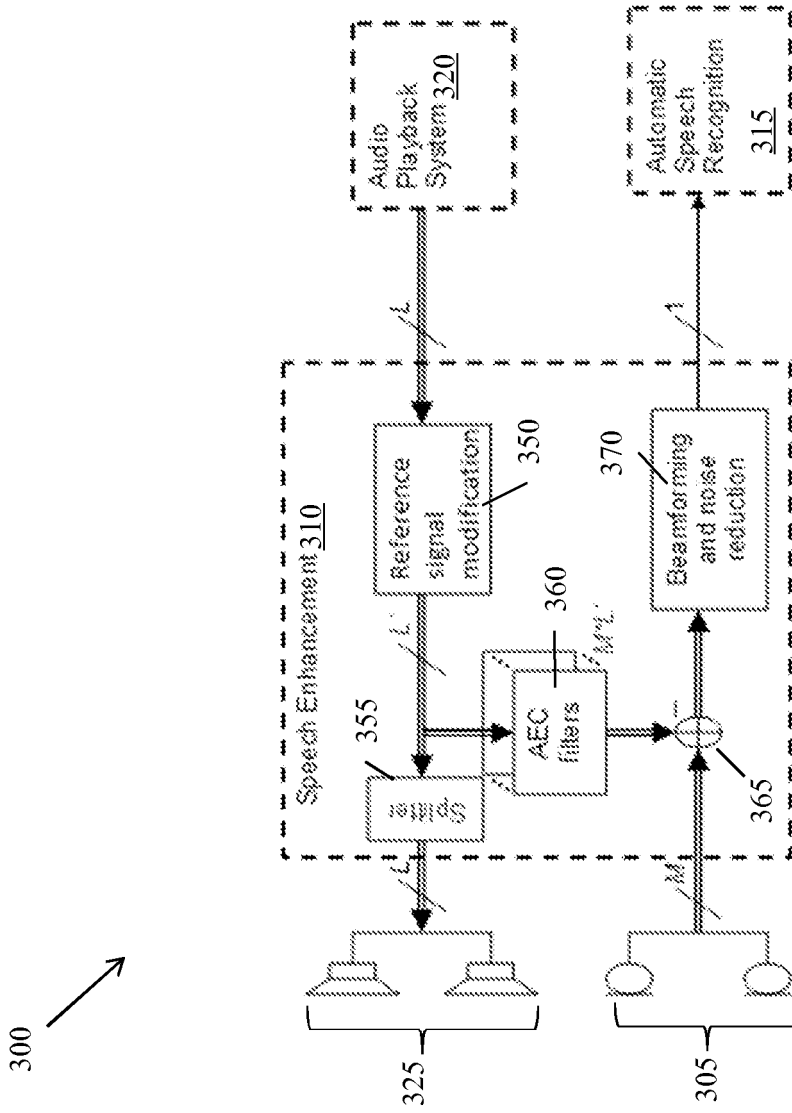 300
Speech Enhancement 310
Audio
Playback
System 320
L
Reference
signal
modification
350
L'
355
Splitter
L
325
360
AEC
filters
M*L'
Automatic
Speech
Recognition
315
1
370
Beamforming
and noise
reduction
–
365
M
305